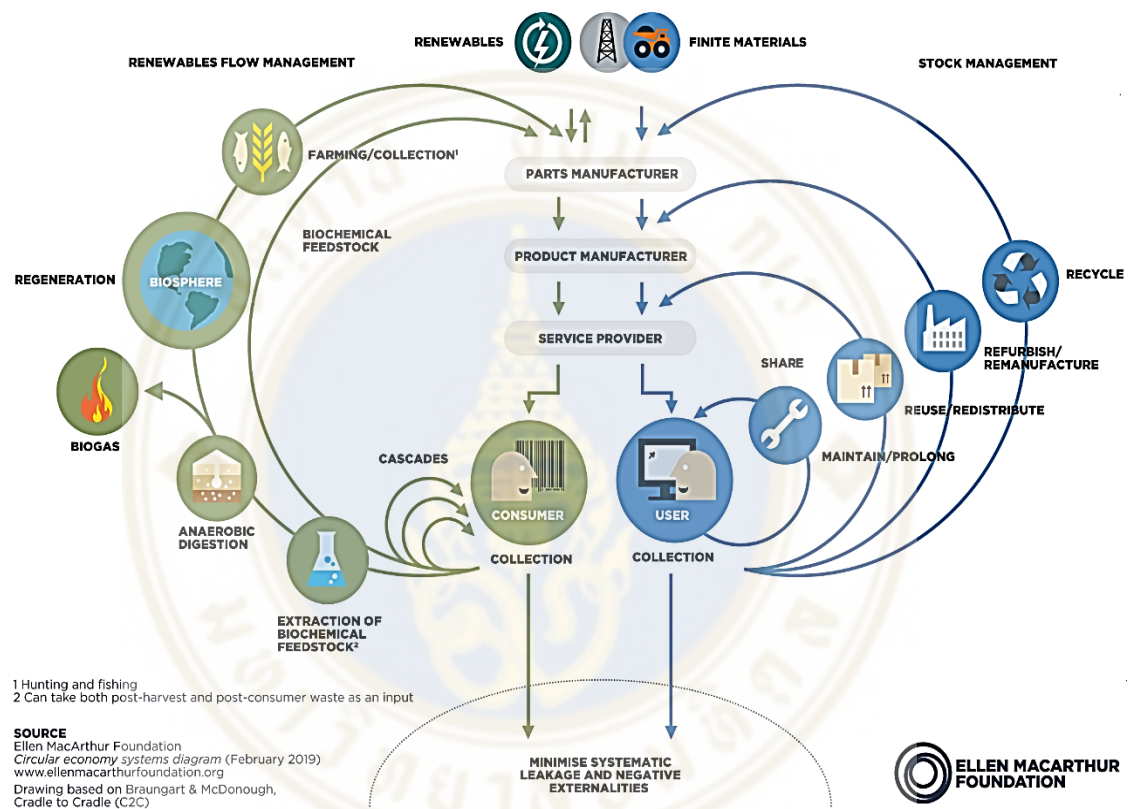 RENEWABLES
FINITE MATERIALS
RENEWABLES FLOW MANAGEMENT
STOCK MANAGEMENT
FARMING/COLLECTION¹
PARTS MANUFACTURER
BIOCHEMICAL
FEEDSTOCK
PRODUCT MANUFACTURER
REGENERATION
BIOSPHERE
RECYCLE
SERVICE PROVIDER
SHARE
REFURBISH/
REMANUFACTURE
REUSE/REDISTRIBUTE
BIOGAS
CASCADES
MAINTAIN/PROLONG
CONSUMER
USER
ANAEROBIC
DIGESTION
COLLECTION
COLLECTION
EXTRACTION OF
BIOCHEMICAL
FEEDSTOCK²
1 Hunting and fishing
2 Can take both post-harvest and post-consumer waste as an input
SOURCE
Ellen MacArthur Foundation
Circular economy systems diagram (February 2019)
www.ellenmacarthurfoundation.org
Drawing based on Braungart & McDonough,
Cradle to Cradle (C2C)
MINIMISE SYSTEMATIC
LEAKAGE AND NEGATIVE
EXTERNALITIES
ELLEN MACARTHUR
FOUNDATION